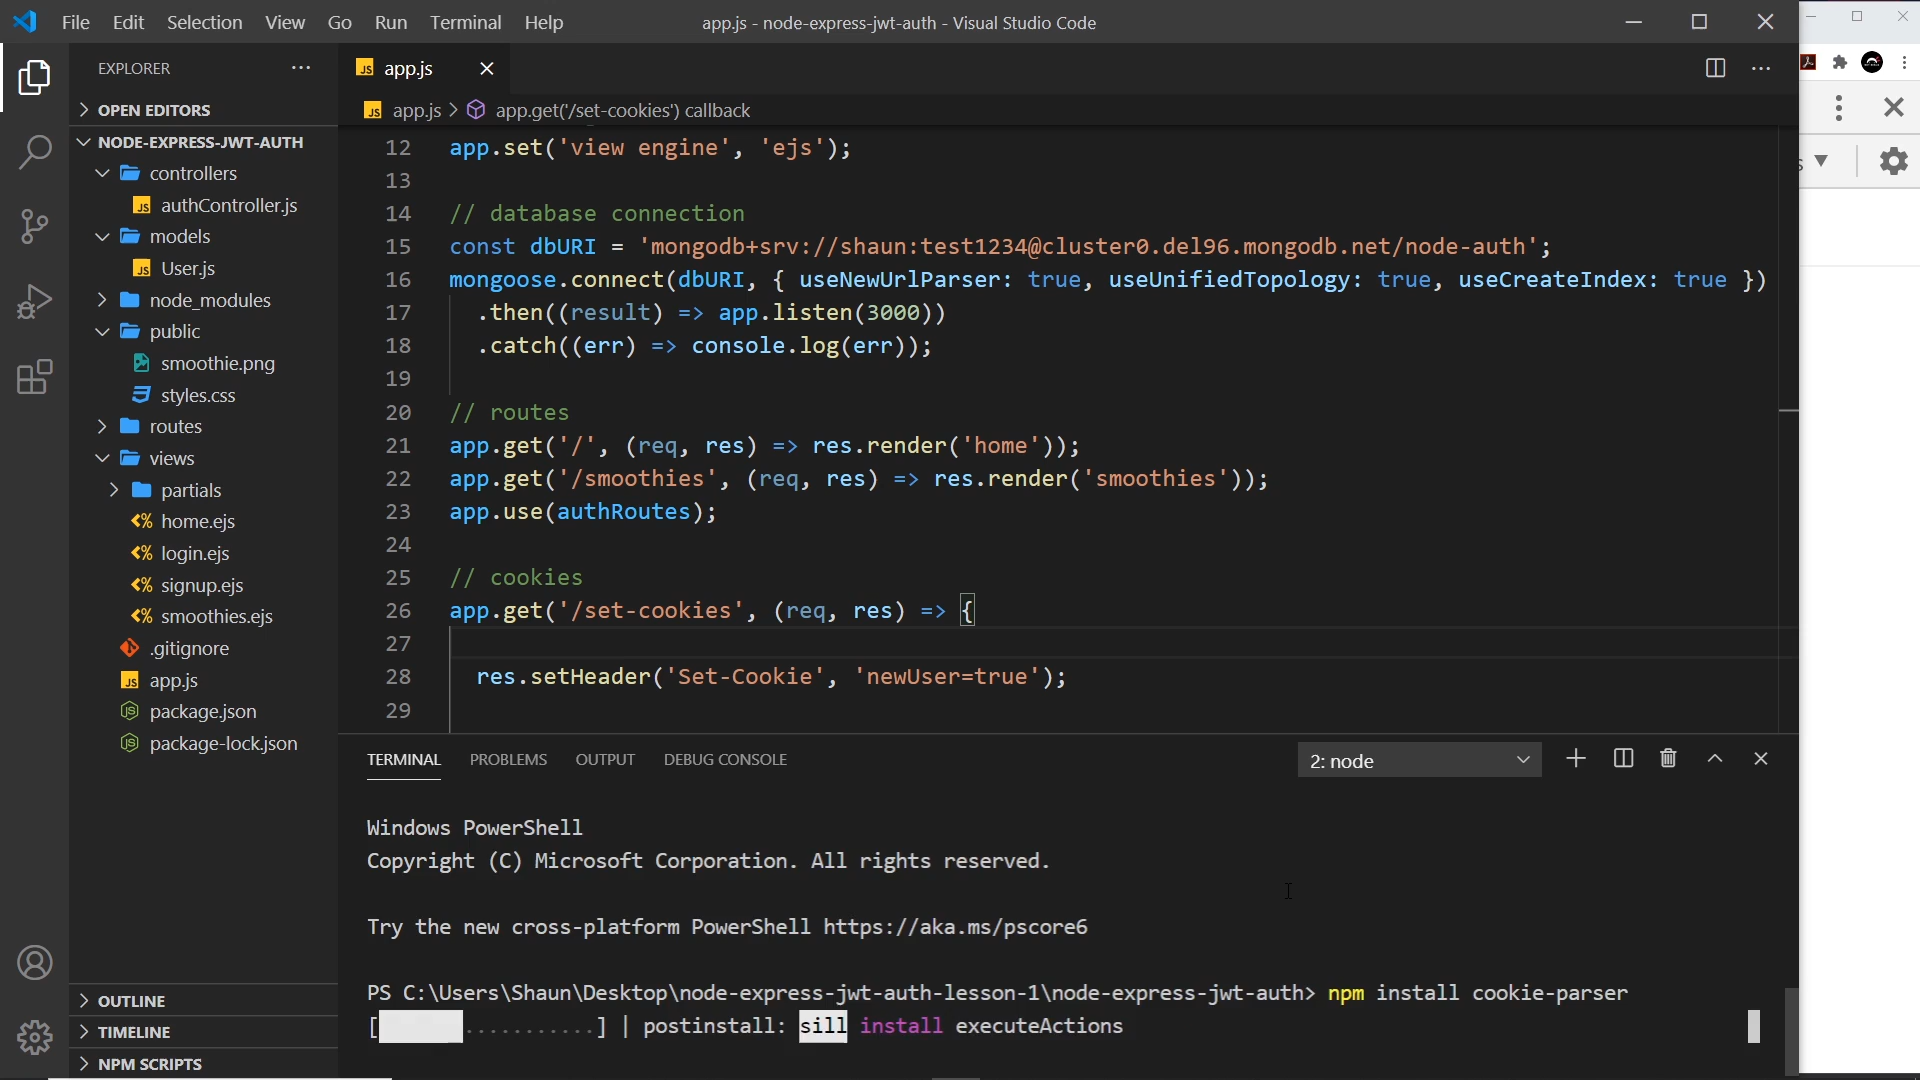 File Edit Selection View Go Run Terminal Help
app.js - node-express-jwt-auth - Visual Studio Code
EXPLORER
OPEN EDITORS
NODE-EXPRESS-JWT-AUTH
controllers
authController.js
models
User.js
node_modules
public
smoothie.png
styles.css
routes
views
partials
home.ejs
login.ejs
signup.ejs
smoothies.ejs
.gitignore
app.js
package.json
package-lock.json
OUTLINE
TIMELINE
NPM SCRIPTS
JS app.js
JS app.js > app.get('/set-cookies') callback
12 app.set('view engine', 'ejs');
13
14 // database connection
15 const dbURI = 'mongodb+srv://shaun:test1234@cluster0.del96.mongodb.net/node-auth';
16 mongoose.connect(dbURI, { useNewUrlParser: true, useUnifiedTopology: true, useCreateIndex: true })
17 .then((result) => app.listen(3000))
18 .catch((err) => console.log(err));
19
20 // routes
21 app.get('/', (req, res) => res.render('home'));
22 app.get('/smoothies', (req, res) => res.render('smoothies'));
23 app.use(authRoutes);
24
25 // cookies
26 app.get('/set-cookies', (req, res) => {
27
28 res.setHeader('Set-Cookie', 'newUser=true');
29
TERMINAL PROBLEMS OUTPUT DEBUG CONSOLE
2: node
Windows PowerShell
Copyright (C) Microsoft Corporation. All rights reserved.
Try the new cross-platform PowerShell https://aka.ms/pscore6
PS C:\Users\Shaun\Desktop\node-express-jwt-auth-lesson-1\node-express-jwt-auth> npm install cookie-parser
[ ...........] | postinstall: sill install executeActions